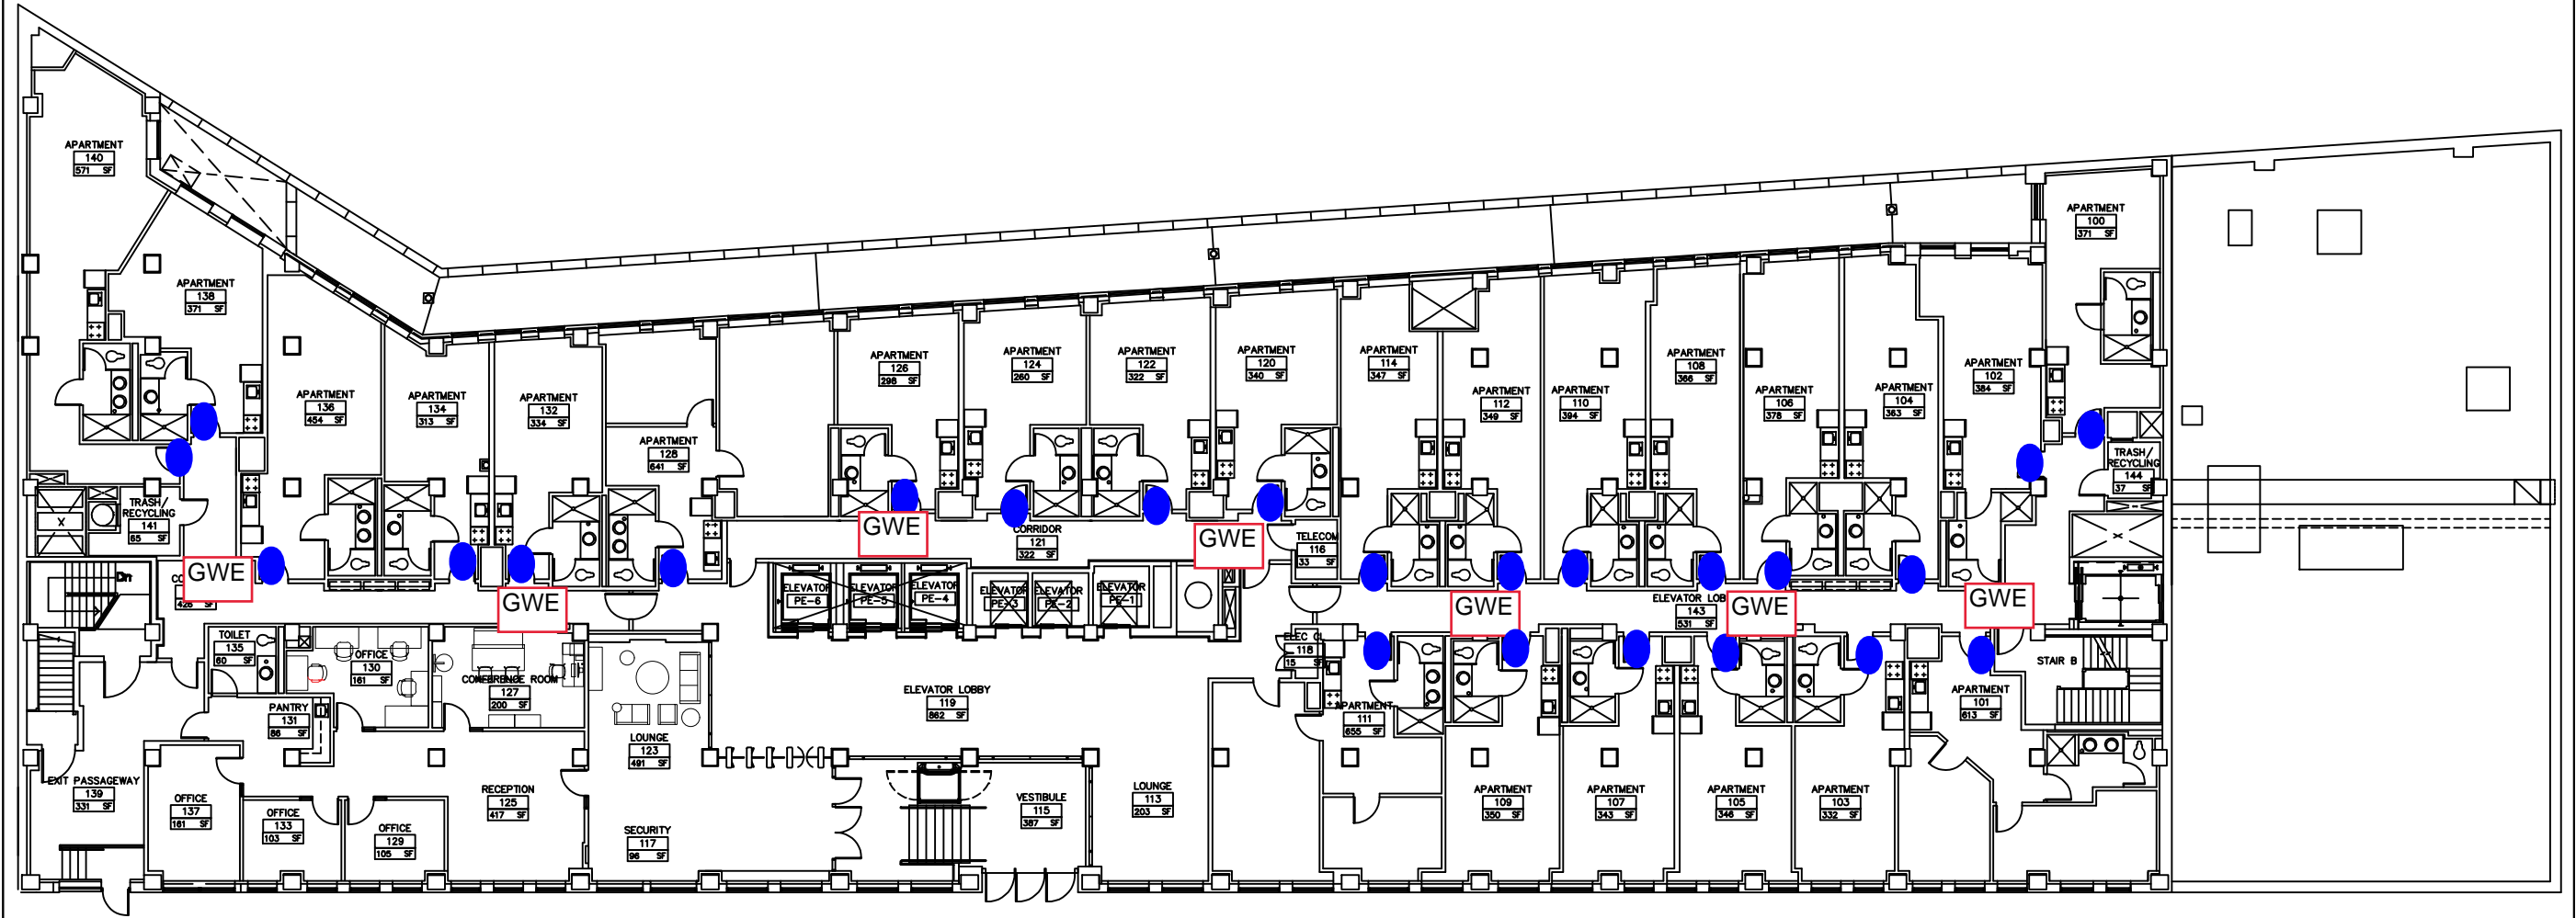 APARTMENT
140
571 SF
APARTMENT
138
371 SF
APARTMENT
136
454 SF
APARTMENT
134
313 SF
APARTMENT
132
334 SF
APARTMENT
128
641 SF
APARTMENT
126
298 SF
APARTMENT
124
260 SF
APARTMENT
122
322 SF
APARTMENT
120
340 SF
APARTMENT
114
347 SF
APARTMENT
112
349 SF
APARTMENT
110
394 SF
APARTMENT
108
366 SF
APARTMENT
106
378 SF
APARTMENT
104
363 SF
APARTMENT
102
384 SF
APARTMENT
100
371 SF
TRASH/
RECYCLING
141
65 SF
TRASH/
RECYCLING
144
37 SF
GWE
GWE
GWE
GWE
GWE
GWE
GWE
CORRIDOR
121
322 SF
TELECOM
116
33 SF
Dn
ELEVATOR
PE-6
ELEVATOR
PE-5
ELEVATOR
PE-4
ELEVATOR
PE-3
ELEVATOR
PE-2
ELEVATOR
PE-1
143
531 SF
TOILET
135
60 SF
OFFICE
130
161 SF
CONFERENCE ROOM
127
200 SF
PANTRY
131
86 SF
LOUNGE
123
491 SF
ELEVATOR LOBBY
119
862 SF
118
15 SF
APARTMENT
111
655 SF
STAIR B
APARTMENT
101
613 SF
EXIT PASSAGEWAY
139
331 SF
OFFICE
137
161 SF
OFFICE
133
103 SF
OFFICE
129
105 SF
RECEPTION
125
417 SF
SECURITY
117
96 SF
VESTIBULE
115
387 SF
LOUNGE
113
203 SF
APARTMENT
109
350 SF
APARTMENT
107
343 SF
APARTMENT
105
346 SF
APARTMENT
103
332 SF